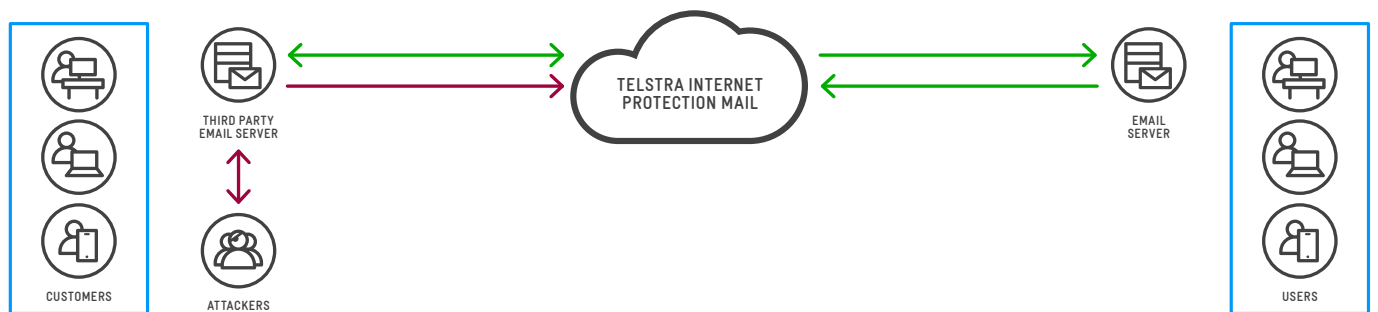 TELSTRA INTERNET
PROTECTION MAIL
THIRD PARTY
EMAIL SERVER
EMAIL
SERVER
CUSTOMERS
ATTACKERS
USERS